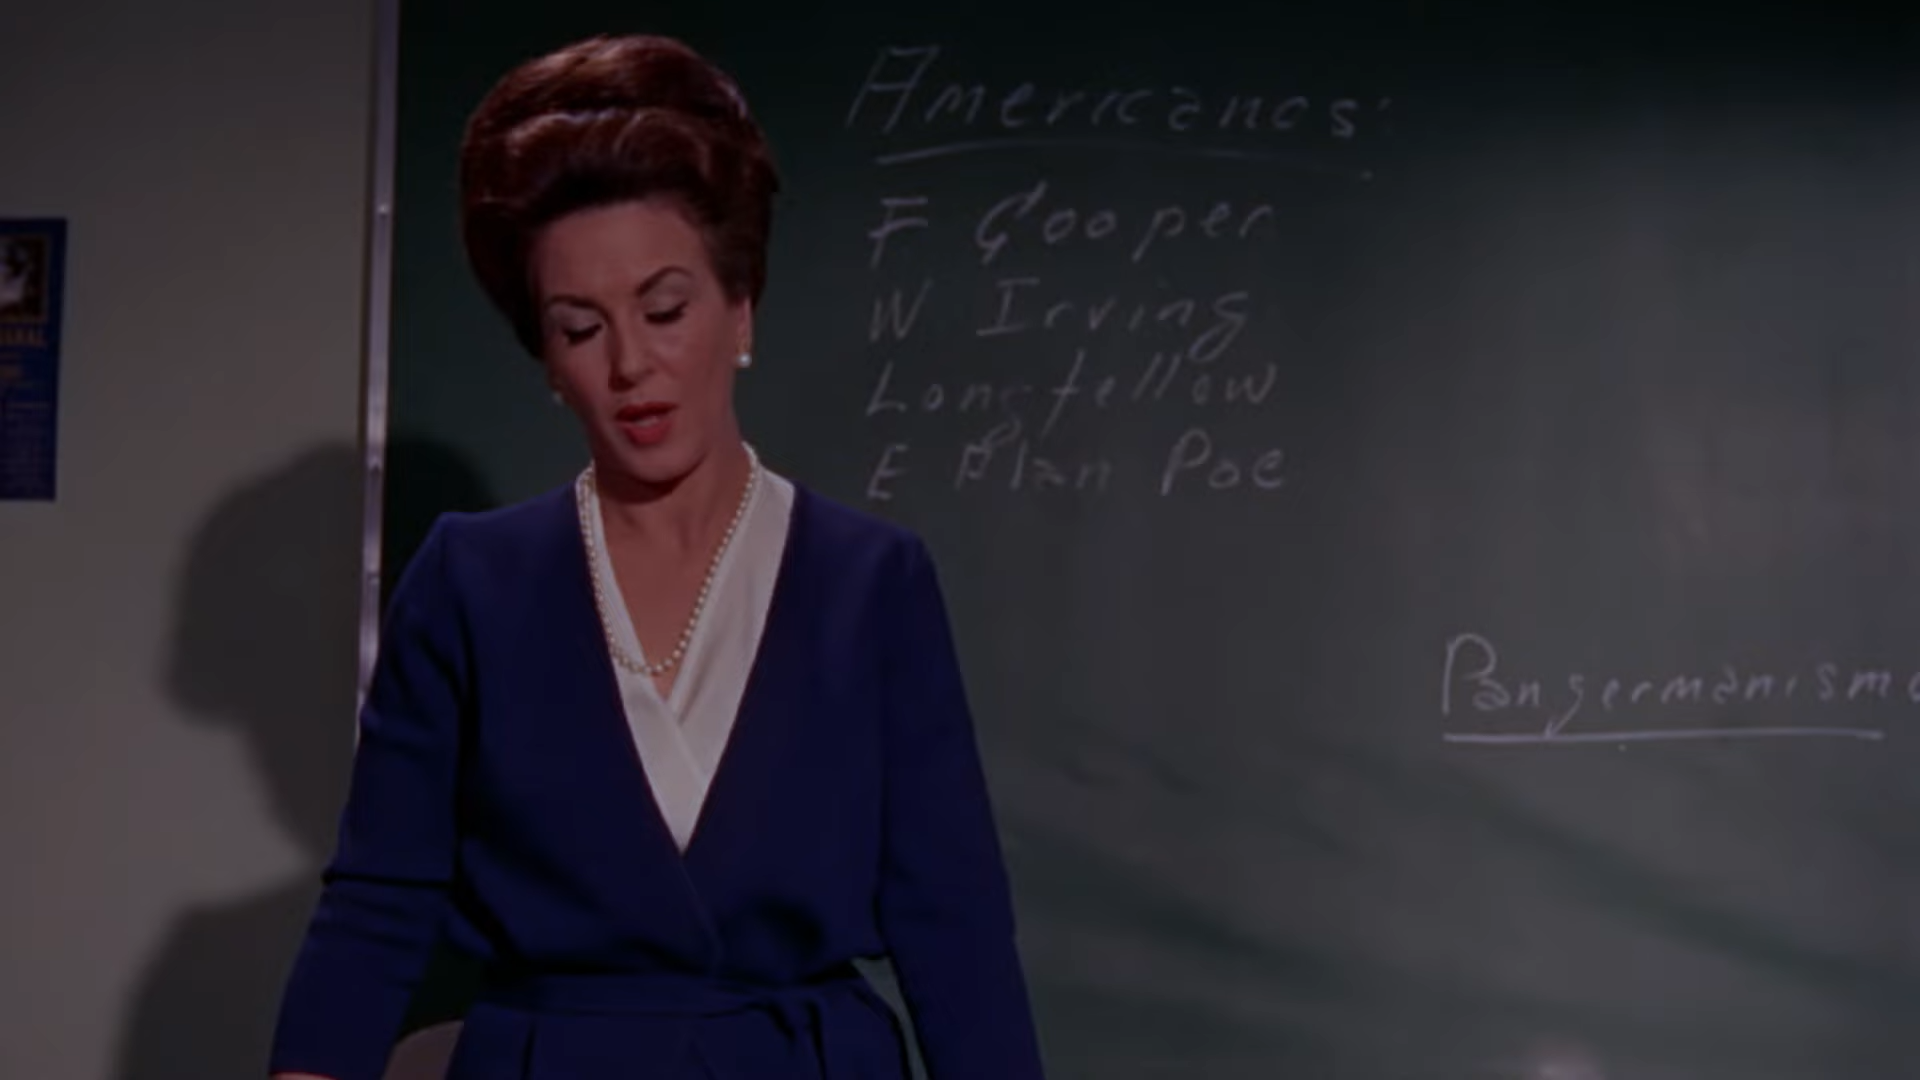 Americanos:
F Cooper
W Irving
Longfellow
E Alan Poe
Pangermanismo